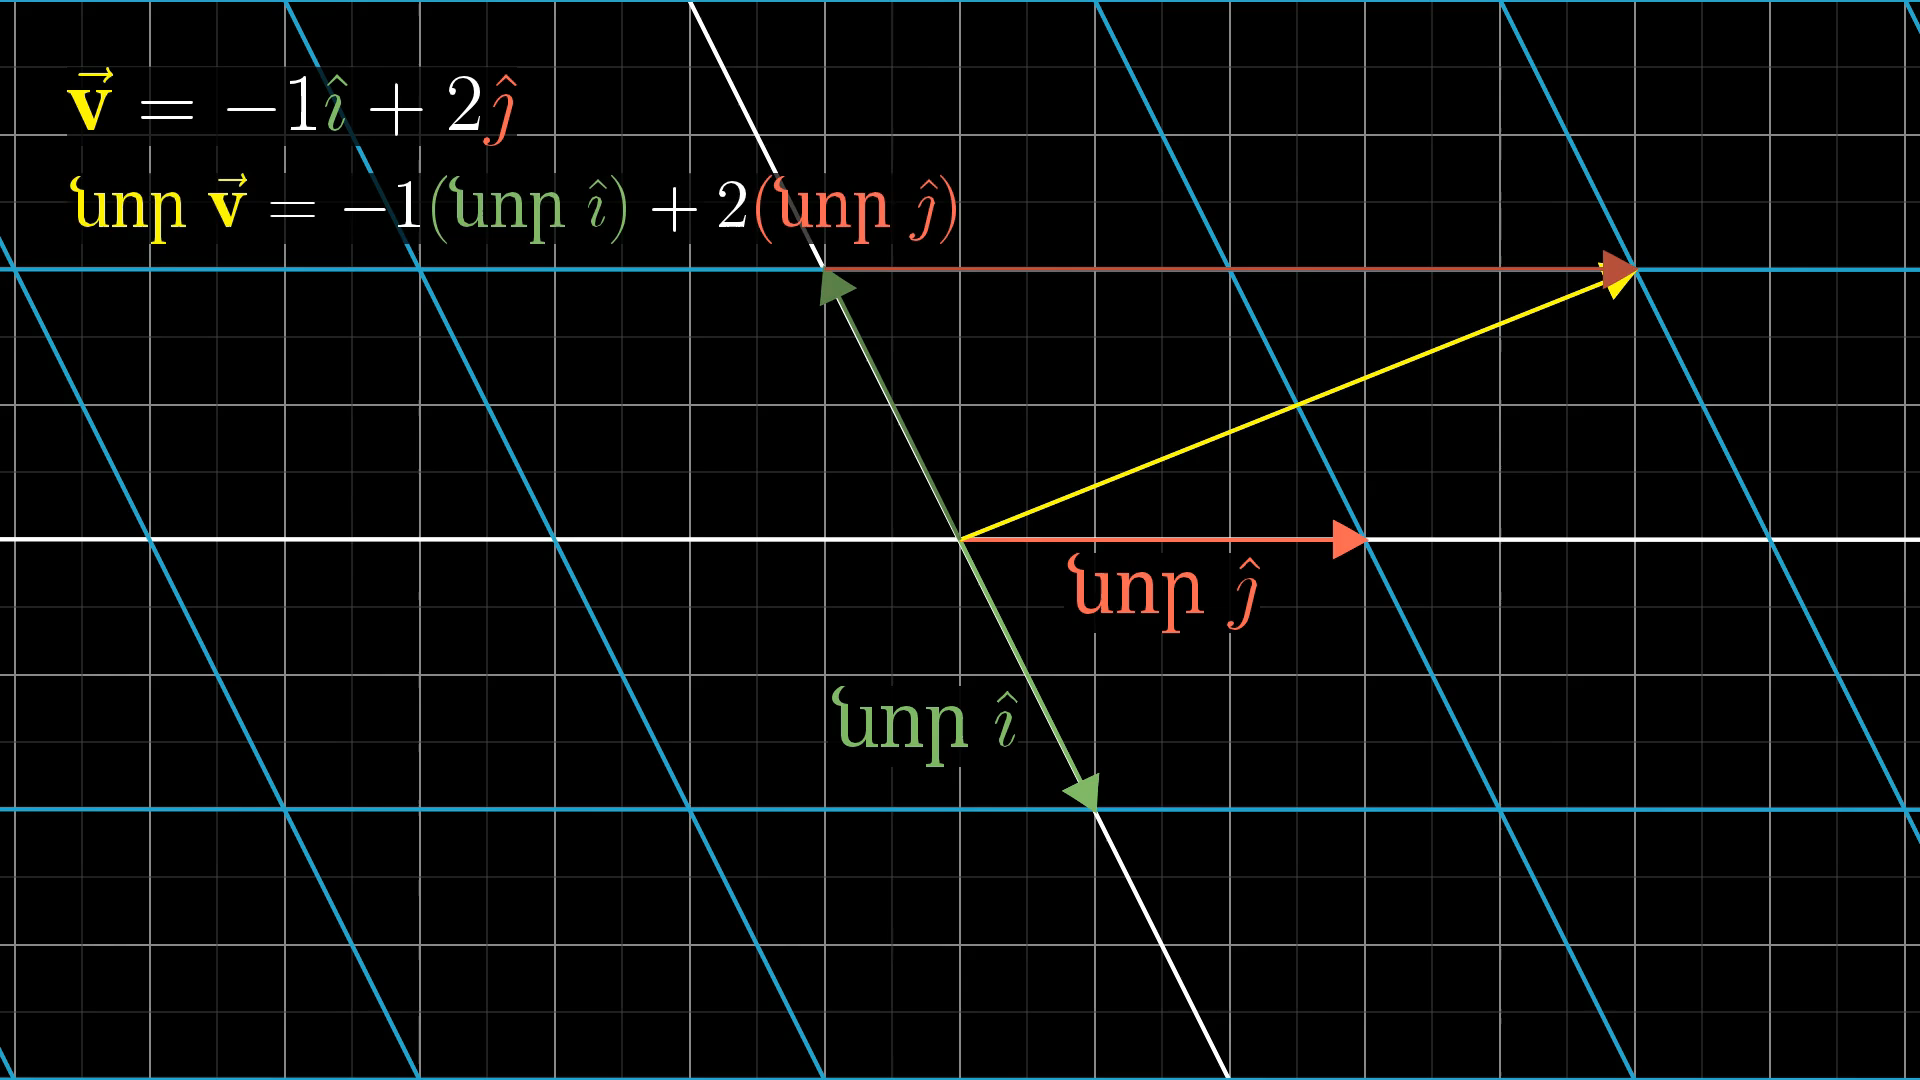 v⃗ = −1î + 2ĵ
նոր v⃗ = −1(նոր î) + 2(նոր ĵ)
նոր ĵ
նոր î